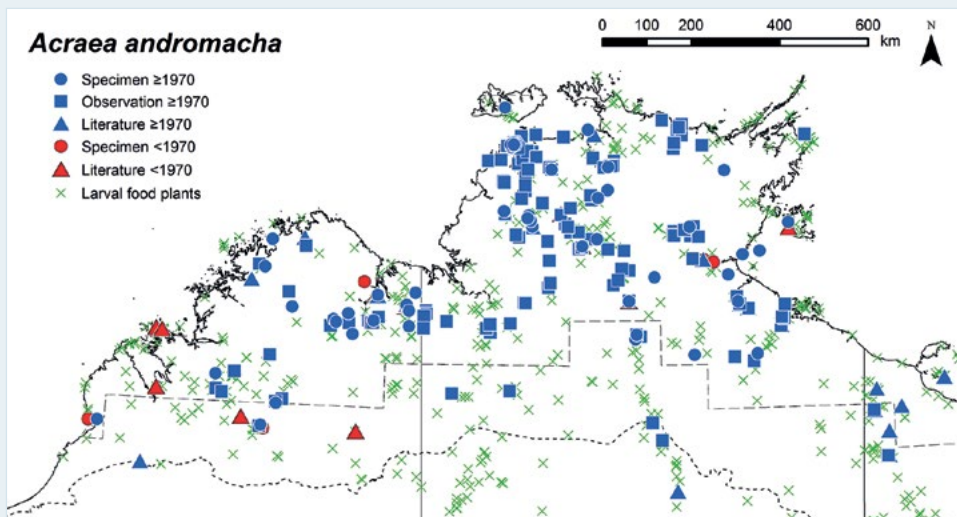 Acraea andromacha
Specimen ≥1970
Observation ≥1970
Literature ≥1970
Specimen <1970
Literature <1970
Larval food plants
0 100 200 400 600
km
N